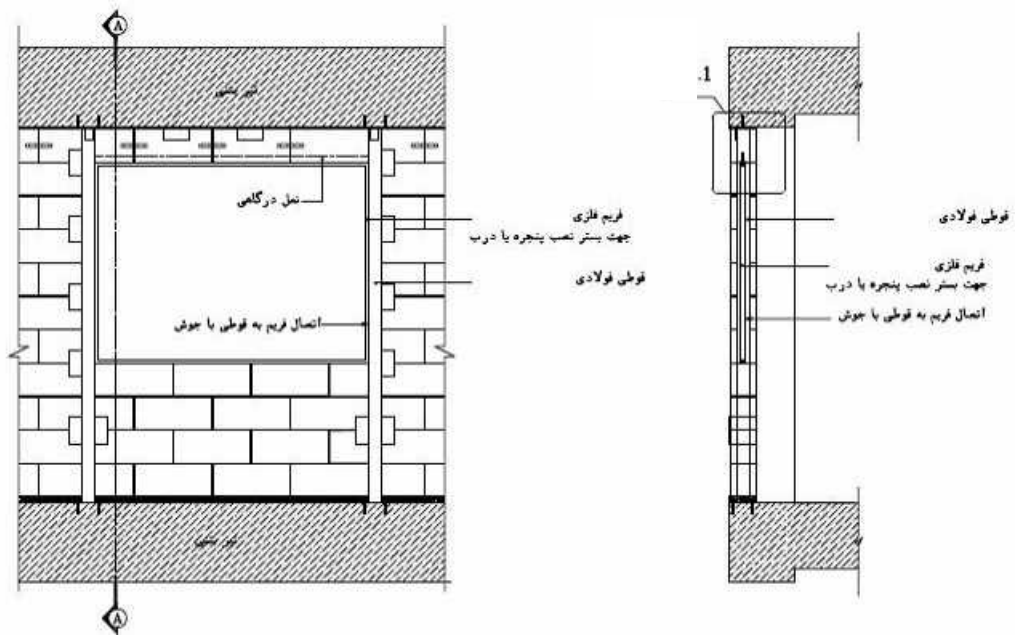 A
تیر بتنی
نعل درگاهی
فریم فلزی
جهت بستر نصب پنجره یا درب
قوطی فولادی
اتصال فریم به قوطی با جوش
تیر بتنی
A
.1
قوطی فولادی
فریم فلزی
جهت بستر نصب پنجره یا درب
اتصال فریم به قوطی با جوش